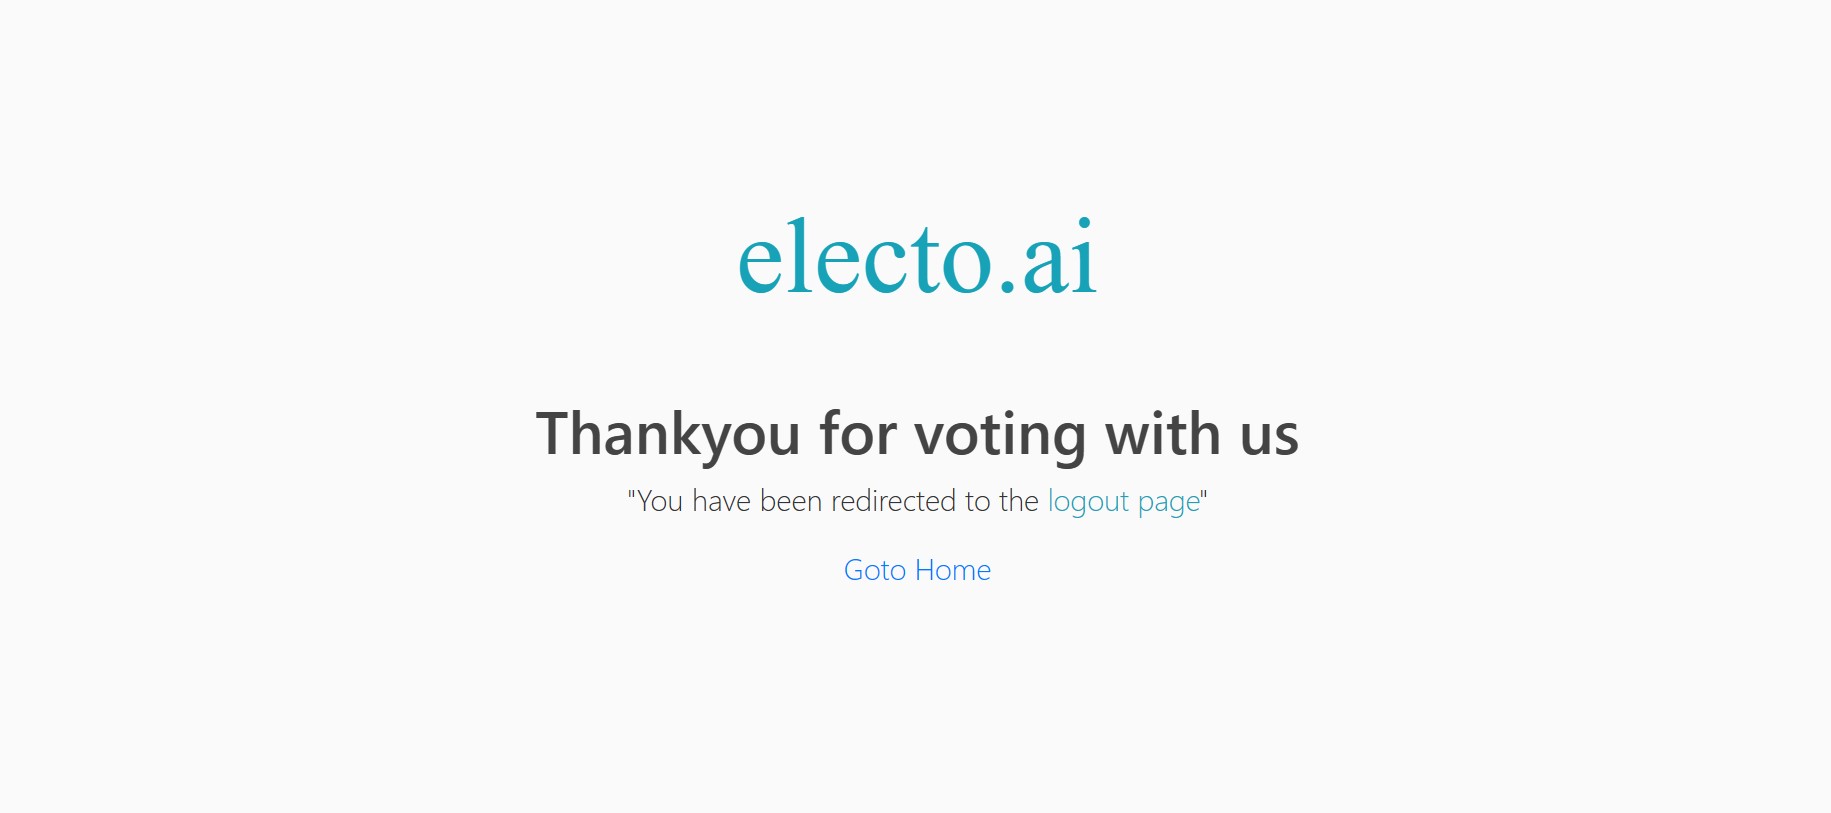 electo.ai
Thankyou for voting with us
"You have been redirected to the logout page"
Goto Home